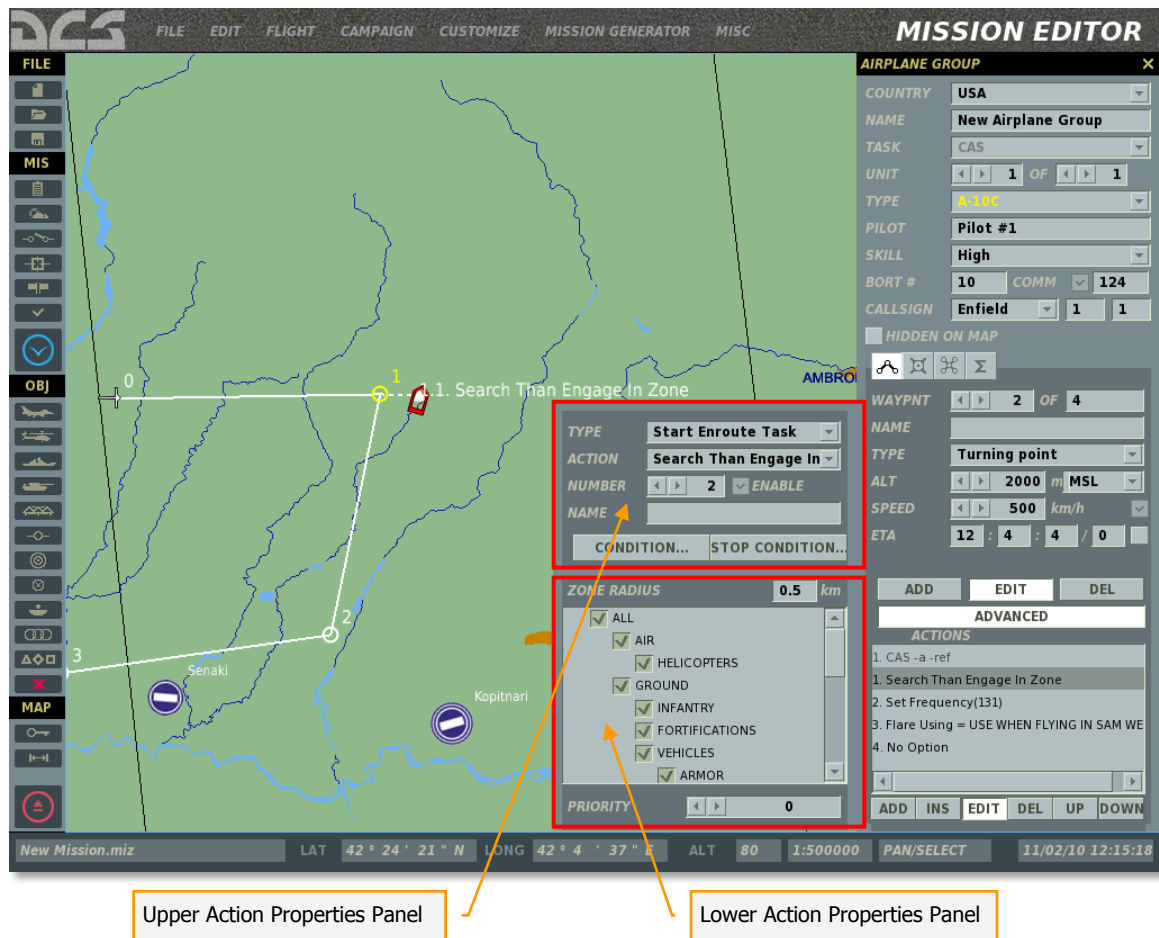 DCS
FILE EDIT FLIGHT CAMPAIGN CUSTOMIZE MISSION GENERATOR MISC
MISSION EDITOR
FILE
MIS
OBJ
MAP
0
1
1.1. Search Than Engage In Zone
AMBRO
2
3
Senaki
Kopitnari
TYPE Start Enroute Task
ACTION Search Than Engage In
NUMBER 2 ENABLE
NAME
CONDITION... STOP CONDITION...
ZONE RADIUS 0.5 km
ALL
AIR
HELICOPTERS
GROUND
INFANTRY
FORTIFICATIONS
VEHICLES
ARMOR
PRIORITY 0
AIRPLANE GROUP
COUNTRY USA
NAME New Airplane Group
TASK CAS
UNIT 1 OF 1
TYPE A-10C
PILOT Pilot #1
SKILL High
BORT # 10 COMM 124
CALLSIGN Enfield 1 1
HIDDEN ON MAP
Σ
WAYPNT 2 OF 4
NAME
TYPE Turning point
ALT 2000 m MSL
SPEED 500 km/h
ETA 12 : 4 : 4 / 0
ADD EDIT DEL
ADVANCED
ACTIONS
1. CAS -a -ref
1. Search Than Engage In Zone
2. Set Frequency(131)
3. Flare Using = USE WHEN FLYING IN SAM WE
4. No Option
ADD INS EDIT DEL UP DOWN
New Mission.miz LAT 42 ° 24 ' 21 " N LONG 42 ° 4 ' 37 " E ALT 80 1:500000 PAN/SELECT 11/02/10 12:15:18
Upper Action Properties Panel
Lower Action Properties Panel